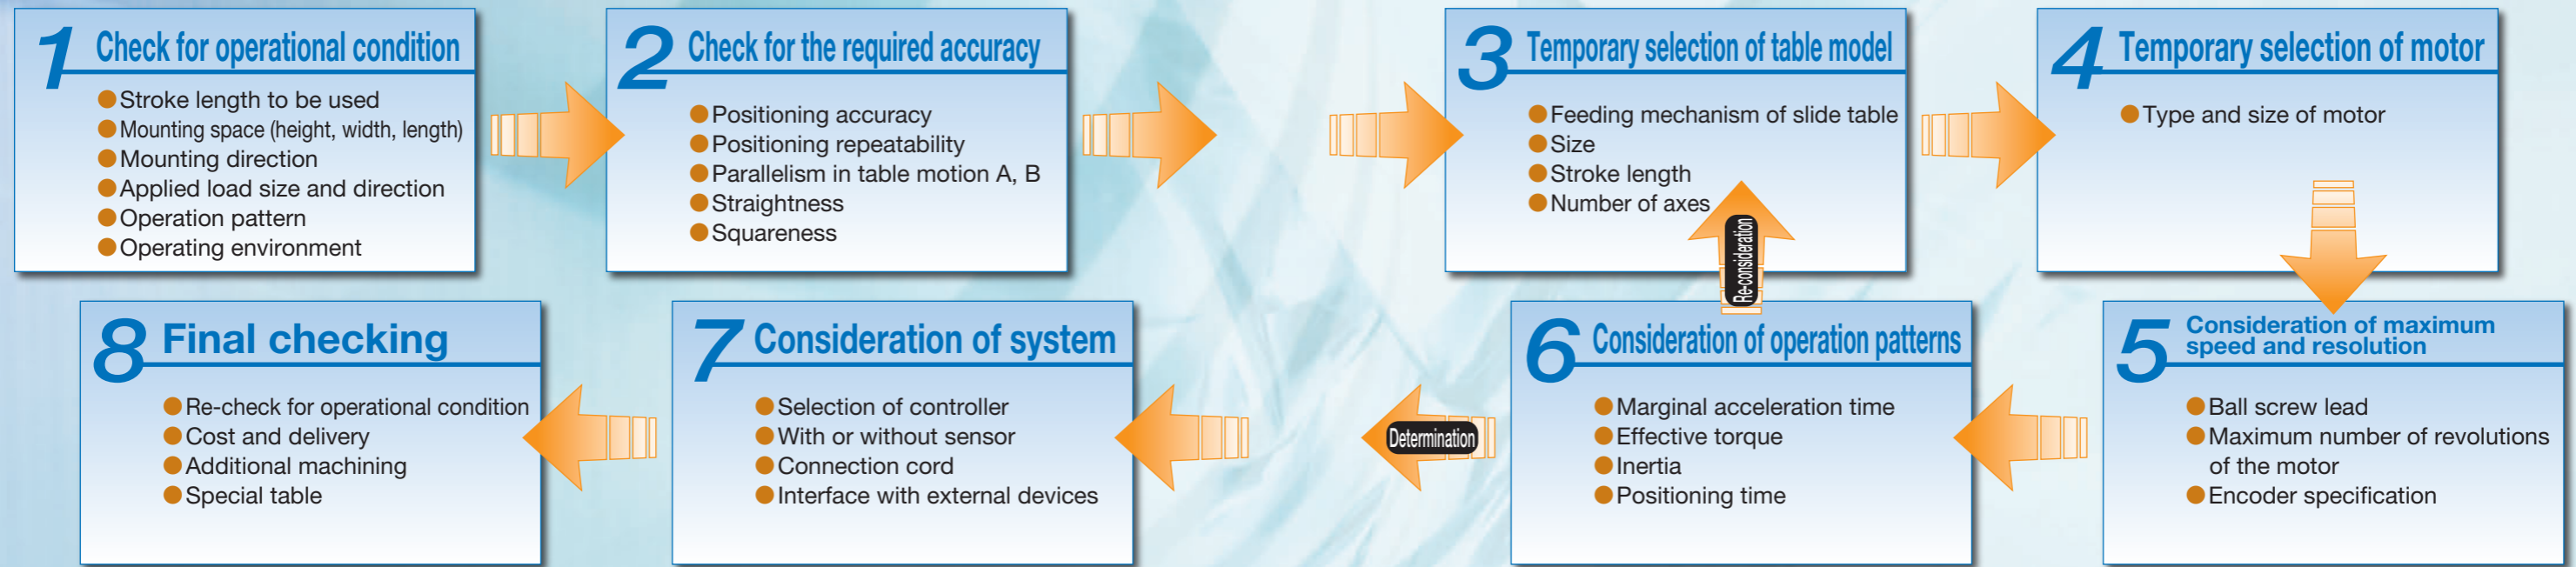 1 Check for operational condition
●Stroke length to be used
●Mounting space (height, width, length)
●Mounting direction
●Applied load size and direction
●Operation pattern
●Operating environment
2 Check for the required accuracy
●Positioning accuracy
●Positioning repeatability
●Parallelism in table motion A, B
●Straightness
●Squareness
3 Temporary selection of table model
●Feeding mechanism of slide table
●Size
●Stroke length
●Number of axes
4 Temporary selection of motor
●Type and size of motor
5 Consideration of maximum
speed and resolution
●Ball screw lead
●Maximum number of revolutions
of the motor
●Encoder specification
6 Consideration of operation patterns
●Marginal acceleration time
●Effective torque
●Inertia
●Positioning time
Re-consideration
Determination
7 Consideration of system
●Selection of controller
●With or without sensor
●Connection cord
●Interface with external devices
8 Final checking
●Re-check for operational condition
●Cost and delivery
●Additional machining
●Special table